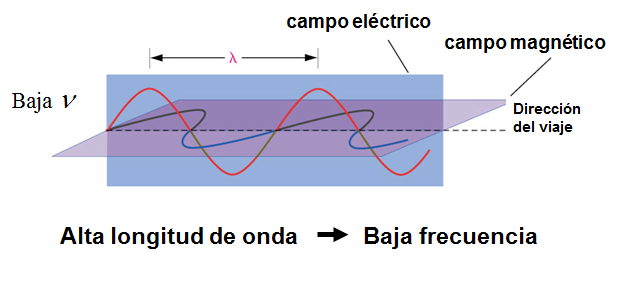 campo eléctrico
campo magnético
λ
Baja ν
Dirección
del viaje
Alta longitud de onda → Baja frecuencia